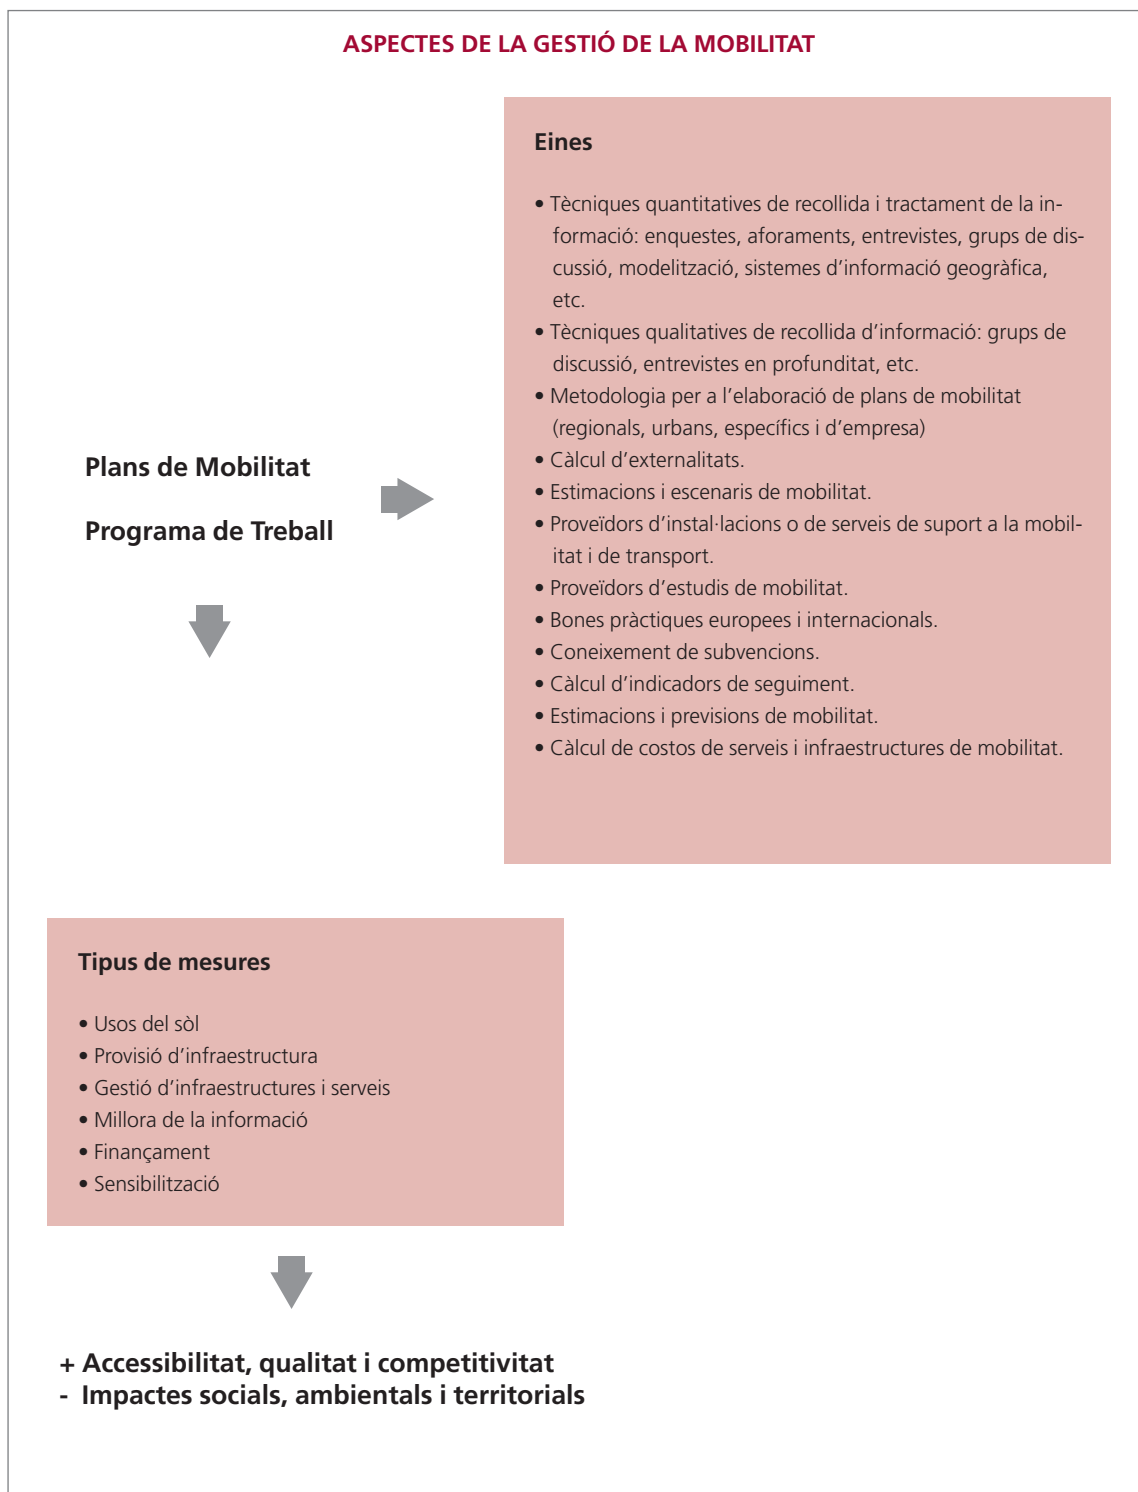 ASPECTES DE LA GESTIÓ DE LA MOBILITAT
Eines
• Tècniques quantitatives de recollida i tractament de la in-
formació: enquestes, aforaments, entrevistes, grups de dis-
cussió, modelització, sistemes d’informació geogràfica,
etc.
• Tècniques qualitatives de recollida d’informació: grups de
discussió, entrevistes en profunditat, etc.
• Metodologia per a l’elaboració de plans de mobilitat
(regionals, urbans, específics i d’empresa)
• Càlcul d’externalitats.
• Estimacions i escenaris de mobilitat.
• Proveïdors d’instal·lacions o de serveis de suport a la mobil-
itat i de transport.
• Proveïdors d’estudis de mobilitat.
• Bones pràctiques europees i internacionals.
• Coneixement de subvencions.
• Càlcul d’indicadors de seguiment.
• Estimacions i previsions de mobilitat.
• Càlcul de costos de serveis i infraestructures de mobilitat.
Plans de Mobilitat
Programa de Treball
Tipus de mesures
• Usos del sòl
• Provisió d’infraestructura
• Gestió d’infraestructures i serveis
• Millora de la informació
• Finançament
• Sensibilització
+ Accessibilitat, qualitat i competitivitat
- Impactes socials, ambientals i territorials